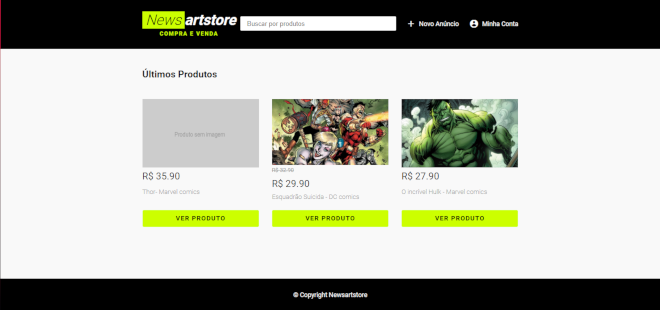 Newsartstore
COMPRA E VENDA
Buscar por produtos
+ Novo Anúncio
Minha Conta
Últimos Produtos
Produto sem imagem
R$ 35.90
Thor- Marvel comics
VER PRODUTO
R$ 33.90
R$ 29.90
Esquadrão Suicida - DC comics
VER PRODUTO
R$ 27.90
O Incrivel Hulk - Marvel comics
VER PRODUTO
© Copyright Newsartstore